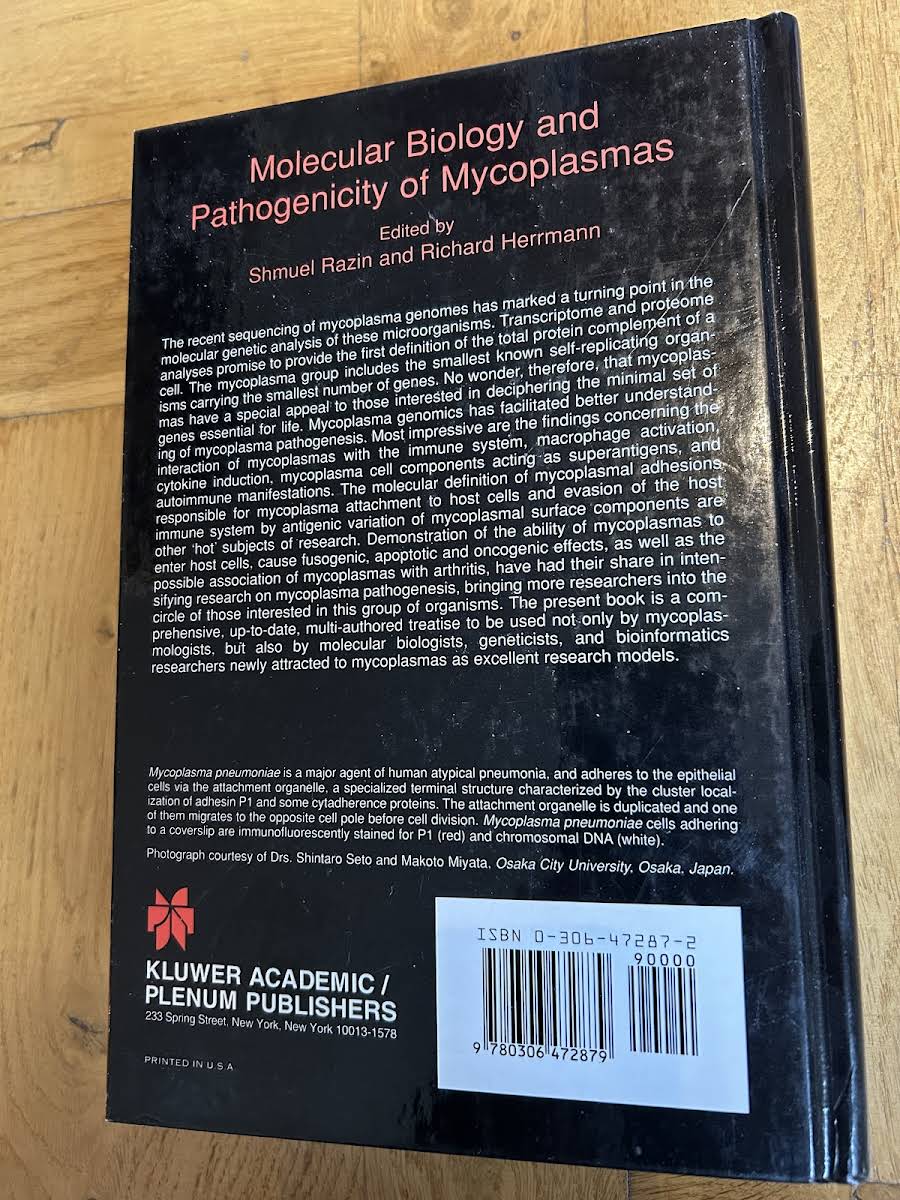 Molecular Biology and
Pathogenicity of Mycoplasmas
Edited by
Shmuel Razin and Richard Herrmann
The recent sequencing of mycoplasma genomes has marked a turning point in the
molecular genetic analysis of these microorganisms. Transcriptome and proteome
analyses promise to provide the first definition of the total protein complement of a
cell. The mycoplasma group includes the smallest known self-replicating organ-
isms carrying the smallest number of genes. No wonder, therefore, that mycoplas-
mas have a special appeal to those interested in deciphering the minimal set of
genes essential for life. Mycoplasma genomics has facilitated better understand-
ing of mycoplasma pathogenesis. Most impressive are the findings concerning the
interaction of mycoplasmas with the immune system, macrophage activation,
cytokine induction, mycoplasma cell components acting as superantigens, and
autoimmune manifestations. The molecular definition of mycoplasmal adhesions
responsible for mycoplasma attachment to host cells and evasion of the host
immune system by antigenic variation of mycoplasmal surface components are
other 'hot' subjects of research. Demonstration of the ability of mycoplasmas to
enter host cells, cause fusogenic, apoptotic and oncogenic effects, as well as the
possible association of mycoplasmas with arthritis, have had their share in inten-
sifying research on mycoplasma pathogenesis, bringing more researchers into the
circle of those interested in this group of organisms. The present book is a com-
prehensive, up-to-date, multi-authored treatise to be used not only by mycoplas-
mologists, but also by molecular biologists, geneticists, and bioinformatics
researchers newly attracted to mycoplasmas as excellent research models.
Mycoplasma pneumoniae is a major agent of human atypical pneumonia, and adheres to the epithelial
cells via the attachment organelle, a specialized terminal structure characterized by the cluster local-
ization of adhesin P1 and some cytadherence proteins. The attachment organelle is duplicated and one
of them migrates to the opposite cell pole before cell division. Mycoplasma pneumoniae cells adhering
to a coverslip are immunofluorescently stained for P1 (red) and chromosomal DNA (white).
Photograph courtesy of Drs. Shintaro Seto and Makoto Miyata, Osaka City University, Osaka, Japan.
KLUWER ACADEMIC /
PLENUM PUBLISHERS
233 Spring Street, New York, New York 10013-1578
PRINTED IN U.S.A
ISBN 0-306-47287-2
90000
9 780306 472879